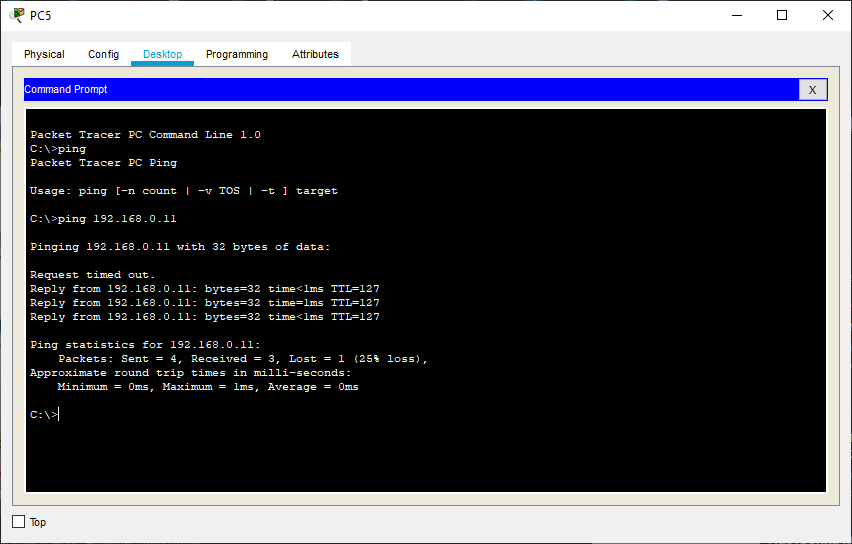 PC5
Physical Config Desktop Programming Attributes
Command Prompt
X
Packet Tracer PC Command Line 1.0
C:\>ping
Packet Tracer PC Ping
Usage: ping [-n count | -v TOS | -t ] target
C:\>ping 192.168.0.11
Pinging 192.168.0.11 with 32 bytes of data:
Request timed out.
Reply from 192.168.0.11: bytes=32 time<1ms TTL=127
Reply from 192.168.0.11: bytes=32 time=1ms TTL=127
Reply from 192.168.0.11: bytes=32 time<1ms TTL=127
Ping statistics for 192.168.0.11:
Packets: Sent = 4, Received = 3, Lost = 1 (25% loss),
Approximate round trip times in milli-seconds:
Minimum = 0ms, Maximum = 1ms, Average = 0ms
C:\>
Top